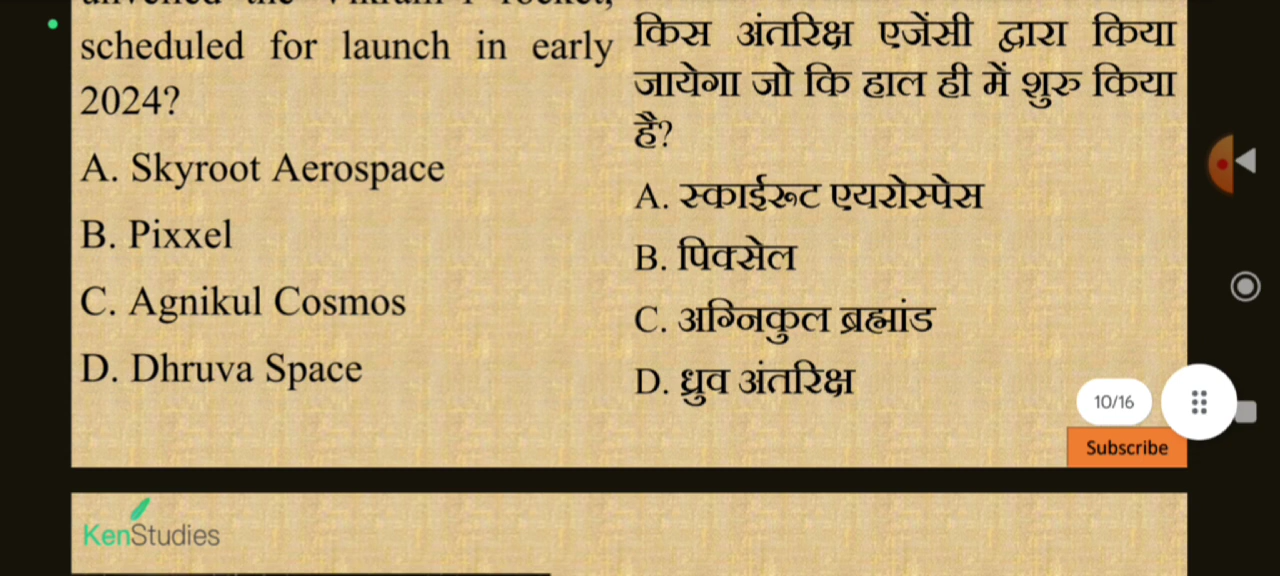 scheduled for launch in early
2024?
A. Skyroot Aerospace
B. Pixxel
C. Agnikul Cosmos
D. Dhruva Space
किस अंतरिक्ष एजेंसी द्वारा किया
जायेगा जो कि हाल ही में शुरु किया
है?
A. स्काईरूट एयरोस्पेस
B. पिक्सेल
C. अग्निकुल ब्रह्मांड
D. ध्रुव अंतरिक्ष
10/16
Subscribe
KenStudies